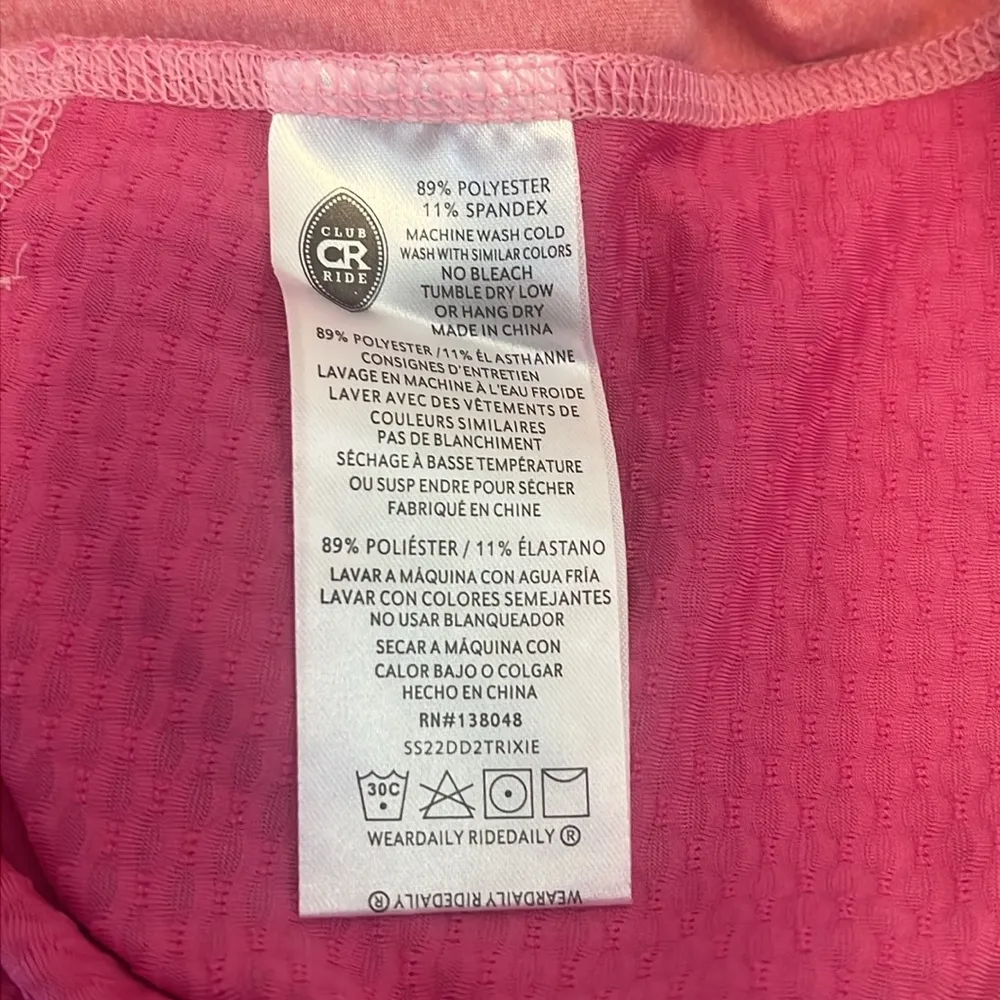 CLUB
CR
RIDE
89% POLYESTER
11% SPANDEX
MACHINE WASH COLD
WASH WITH SIMILAR COLORS
NO BLEACH
TUMBLE DRY LOW
OR HANG DRY
MADE IN CHINA
89% POLYESTER / 11% ÉLASTHANNE
CONSIGNES D'ENTRETIEN
LAVAGE EN MACHINE À L'EAU FROIDE
LAVER AVEC DES VÊTEMENTS DE
COULEURS SIMILAIRES
PAS DE BLANCHIMENT
SÉCHAGE À BASSE TEMPÉRATURE
OU SUSP ENDRE POUR SÉCHER
FABRIQUÉ EN CHINE
89% POLIÉSTER / 11% ÉLASTANO
LAVAR A MÁQUINA CON AGUA FRÍA
LAVAR CON COLORES SEMEJANTES
NO USAR BLANQUEADOR
SECAR A MÁQUINA CON
CALOR BAJO O COLGAR
HECHO EN CHINA
RN#138048
SS22DD2TRIXIE
30C
WEARDAILY RIDEDAILY ®
WEARDAILY RIDEDAILY ®